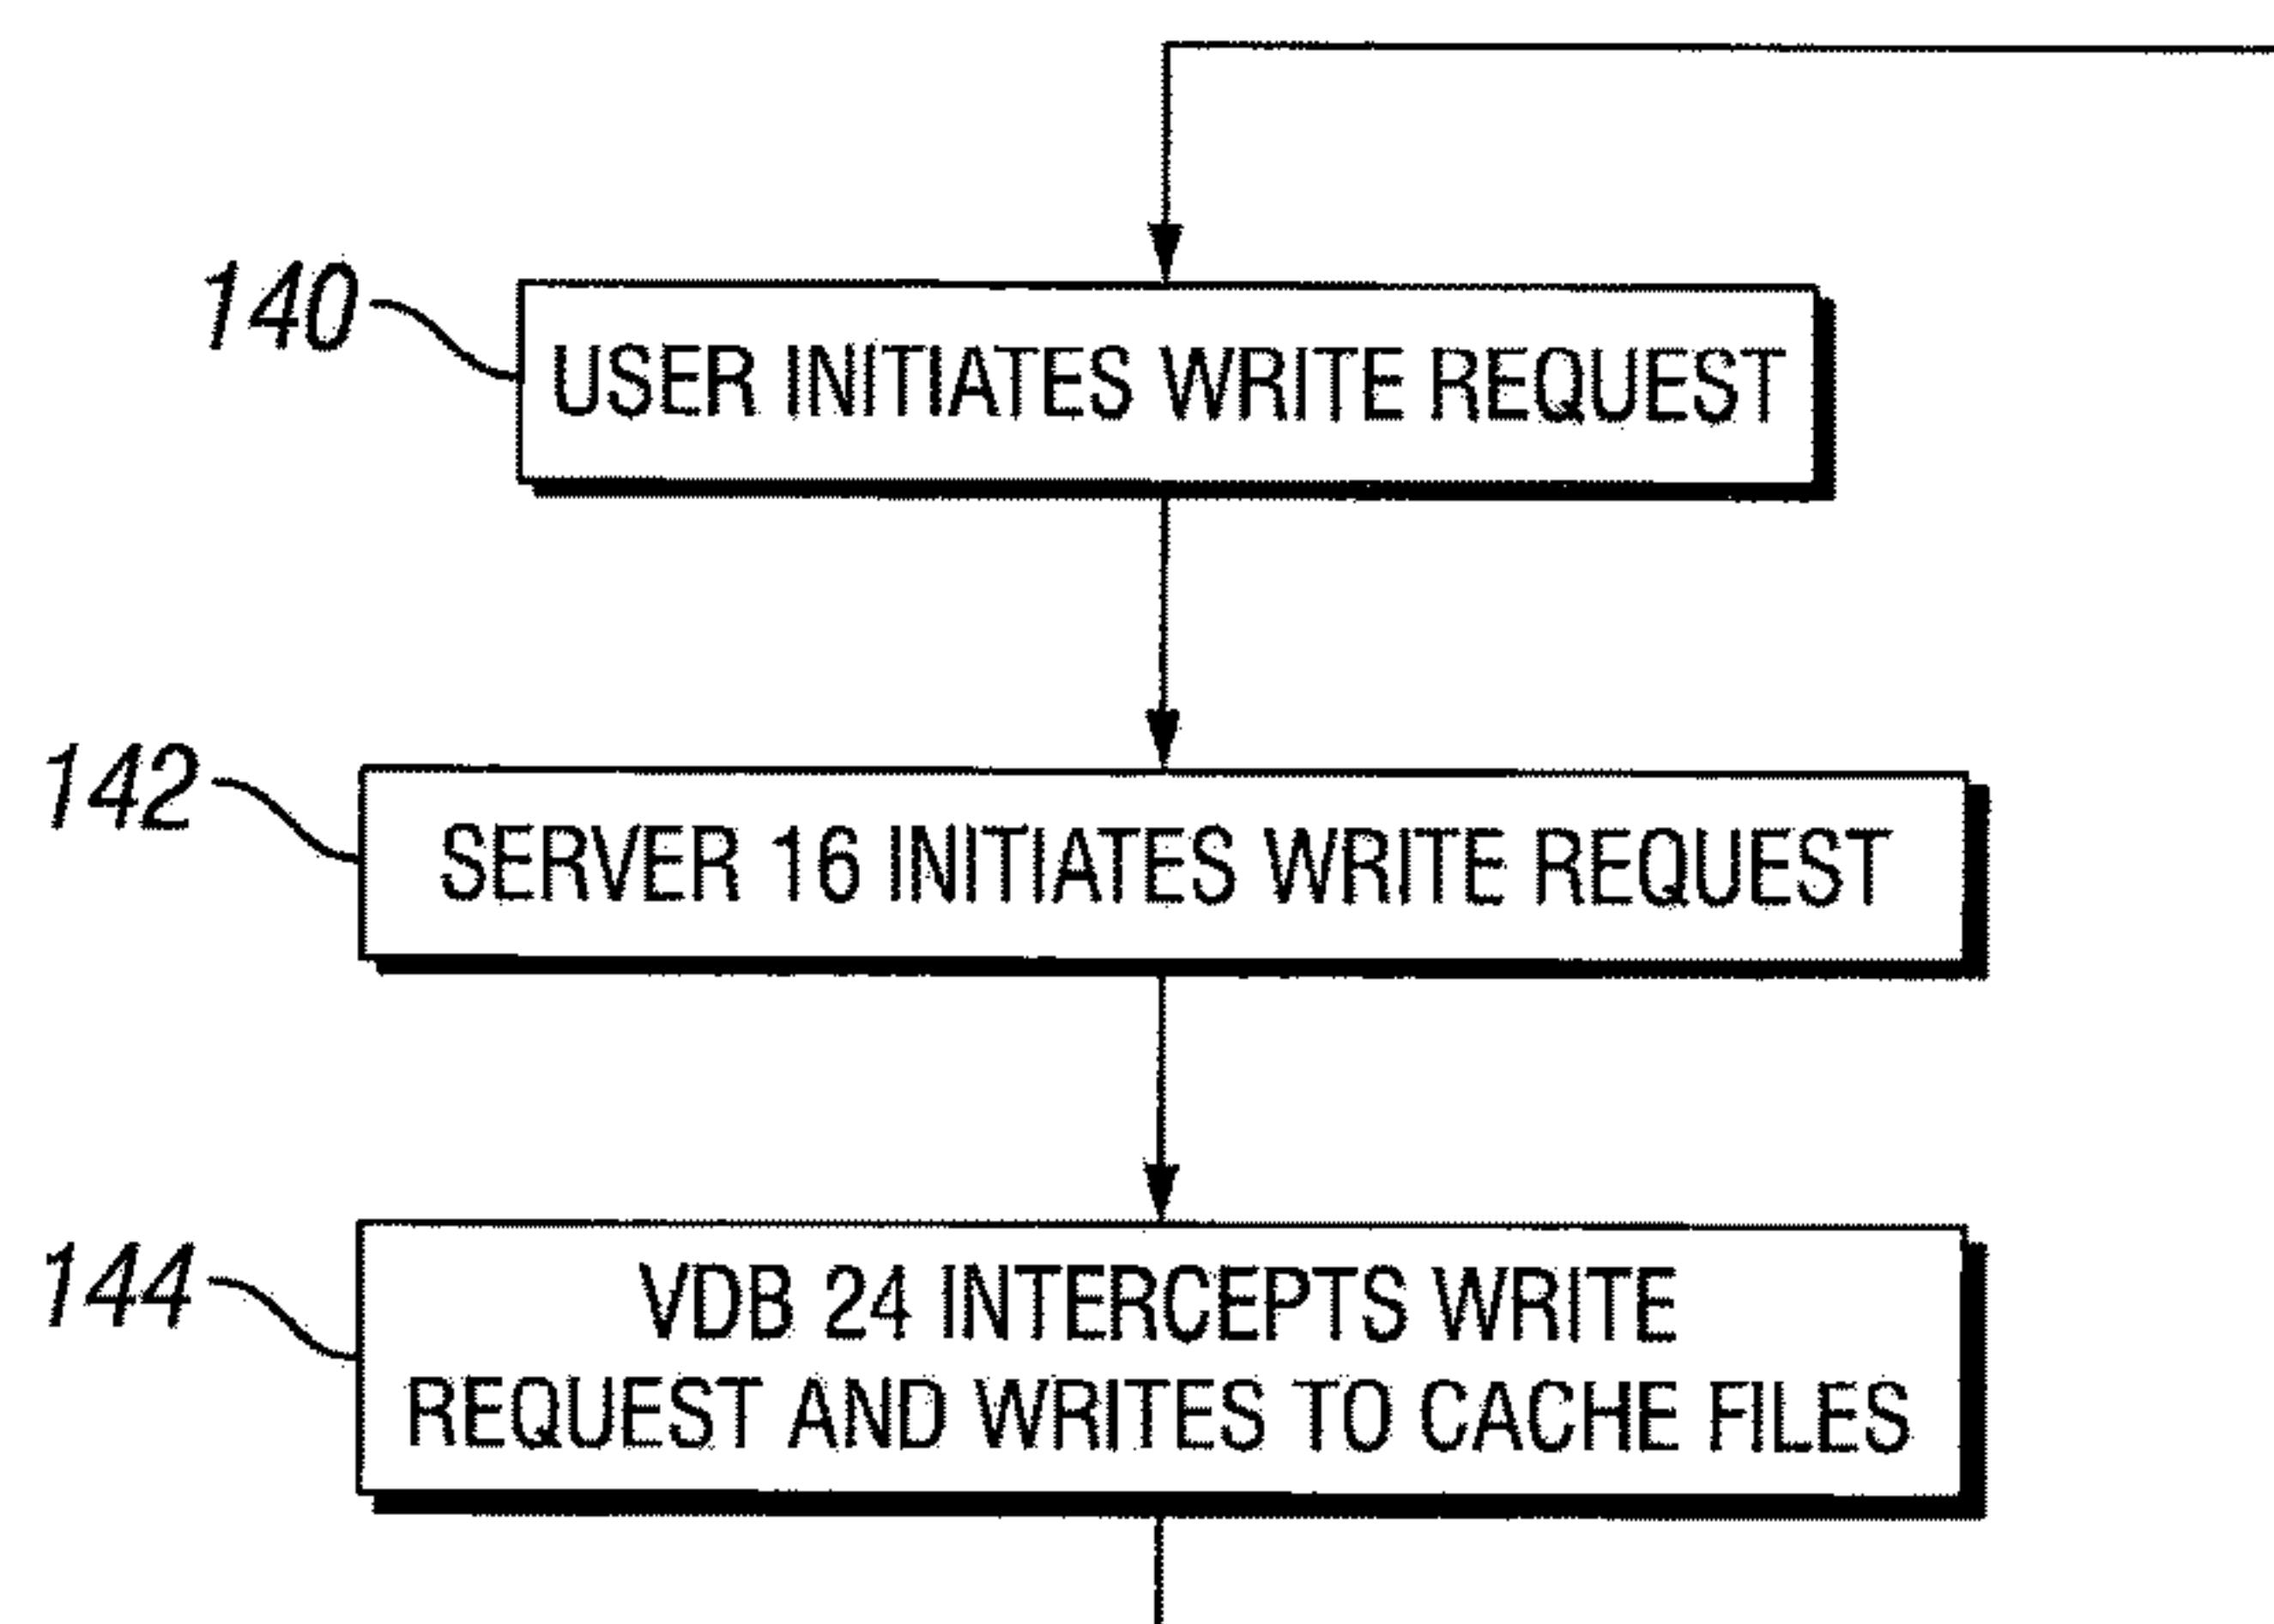 140
USER INITIATES WRITE REQUEST
142
SERVER 16 INITIATES WRITE REQUEST
144
VDB 24 INTERCEPTS WRITE
REQUEST AND WRITES TO CACHE FILES